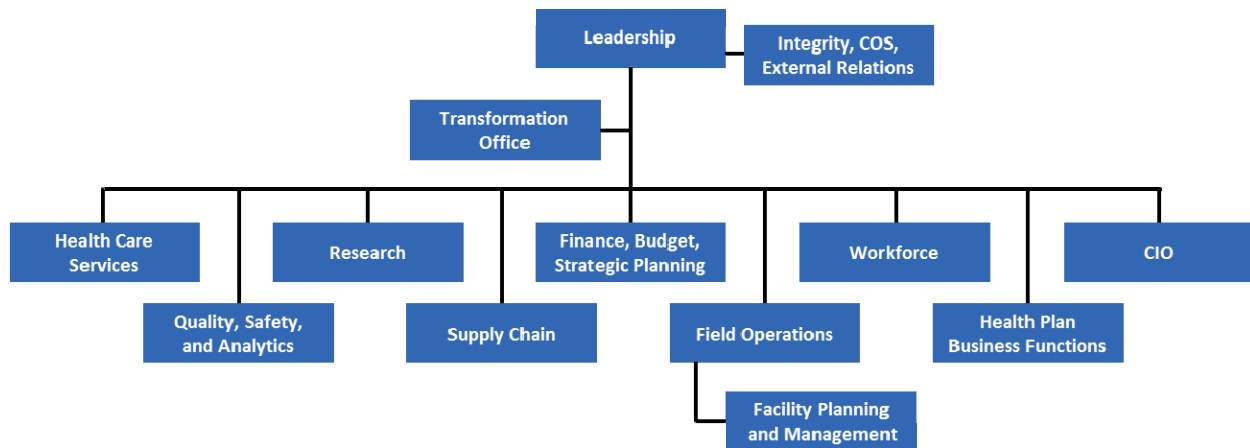 Leadership
Integrity, COS,
External Relations
Transformation
Office
Health Care
Services
Research
Finance, Budget,
Strategic Planning
Workforce
CIO
Quality, Safety,
and Analytics
Supply Chain
Field Operations
Health Plan
Business Functions
Facility Planning
and Management